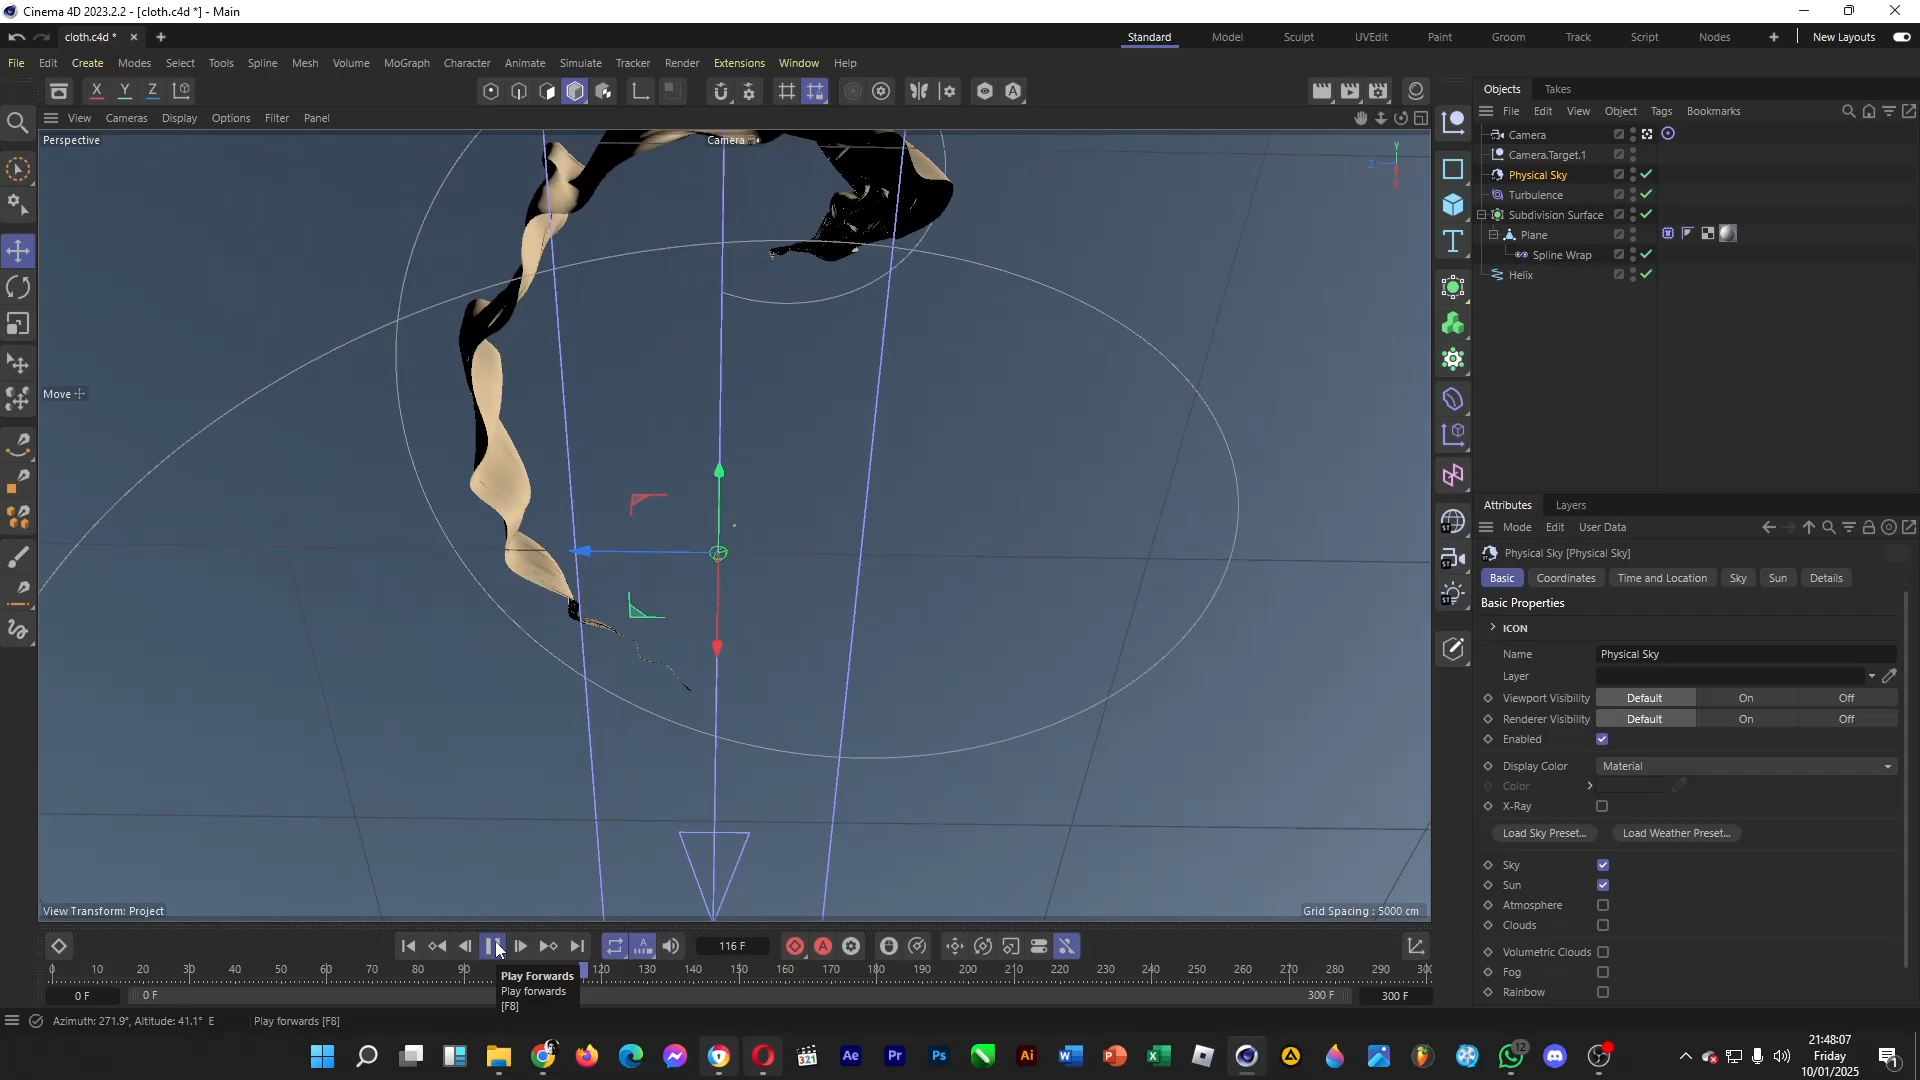 Cinema 4D 2023.2.2 - [cloth.c4d *] - Main
cloth.c4d *
Standard Model Sculpt UVEdit Paint Groom Track Script Nodes New Layouts
File Edit Create Modes Select Tools Spline Mesh Volume MoGraph Character Animate Simulate Tracker Render Extensions Window Help
X Y Z
View Cameras Display Options Filter Panel
Perspective
Camera
Y
Z
Move
View Transform: Project
Grid Spacing : 5000 cm
Objects Takes
File Edit View Object Tags Bookmarks
Camera
Camera.Target.1
Physical Sky
Turbulence
Subdivision Surface
Plane
Spline Wrap
Helix
Attributes Layers
Mode Edit User Data
Physical Sky [Physical Sky]
Basic Coordinates Time and Location Sky Sun Details
Basic Properties
ICON
Name Physical Sky
Layer
Viewport Visibility Default On Off
Renderer Visibility Default On Off
Enabled
Display Color Material
Color
X-Ray
Load Sky Preset... Load Weather Preset...
Sky
Sun
Atmosphere
Clouds
Volumetric Clouds
Fog
Rainbow
116 F
0 10 20 30 40 50 60 70 80 90 120 130 140 150 160 170 180 190 200 210 220 230 240 250 260 270 280 290 300
0 F 0 F 300 F 300 F
Play Forwards
Play forwards
[F8]
Azimuth: 271.9°, Altitude: 41.1° E Play forwards [F8]
321 Ae Pr Ps Ai 12
21:48:07
Friday
10/01/2025
1